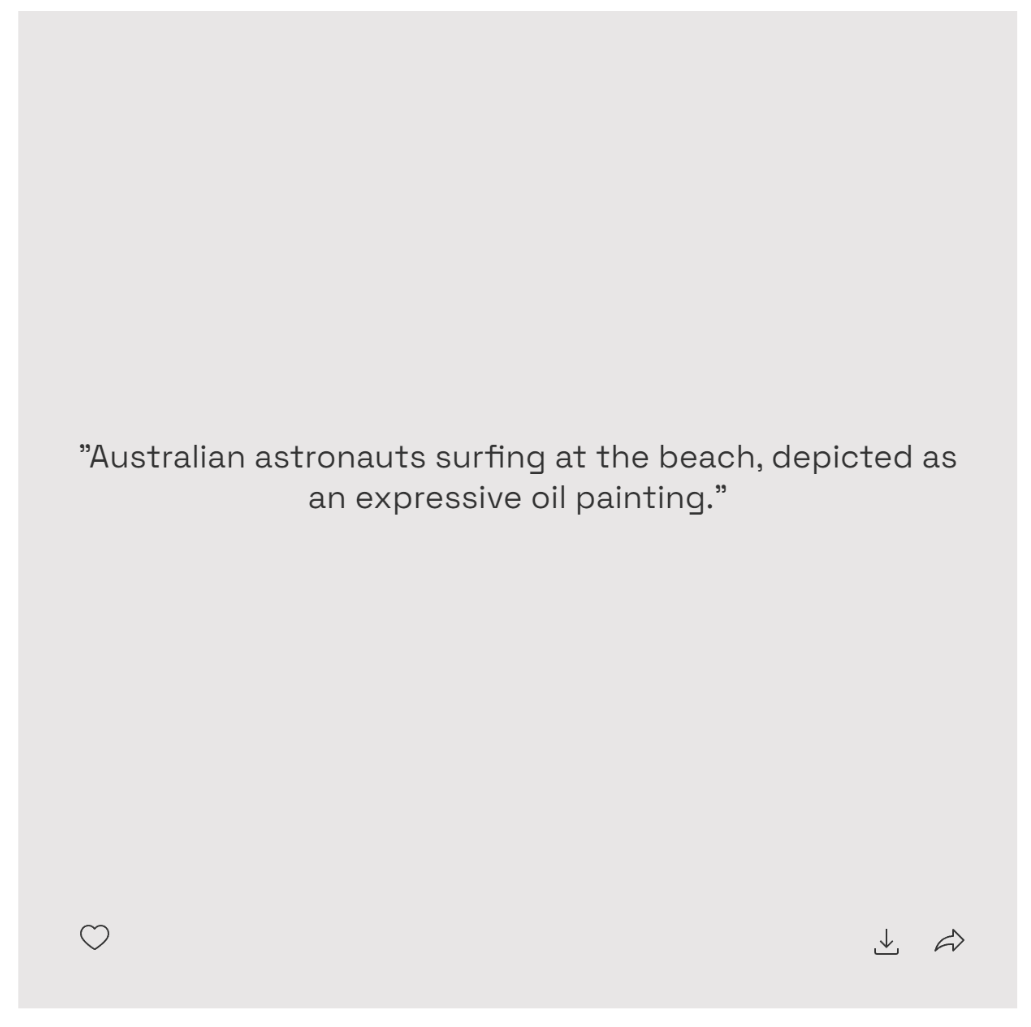 ”Australian astronauts surfing at the beach, depicted as
an expressive oil painting.”